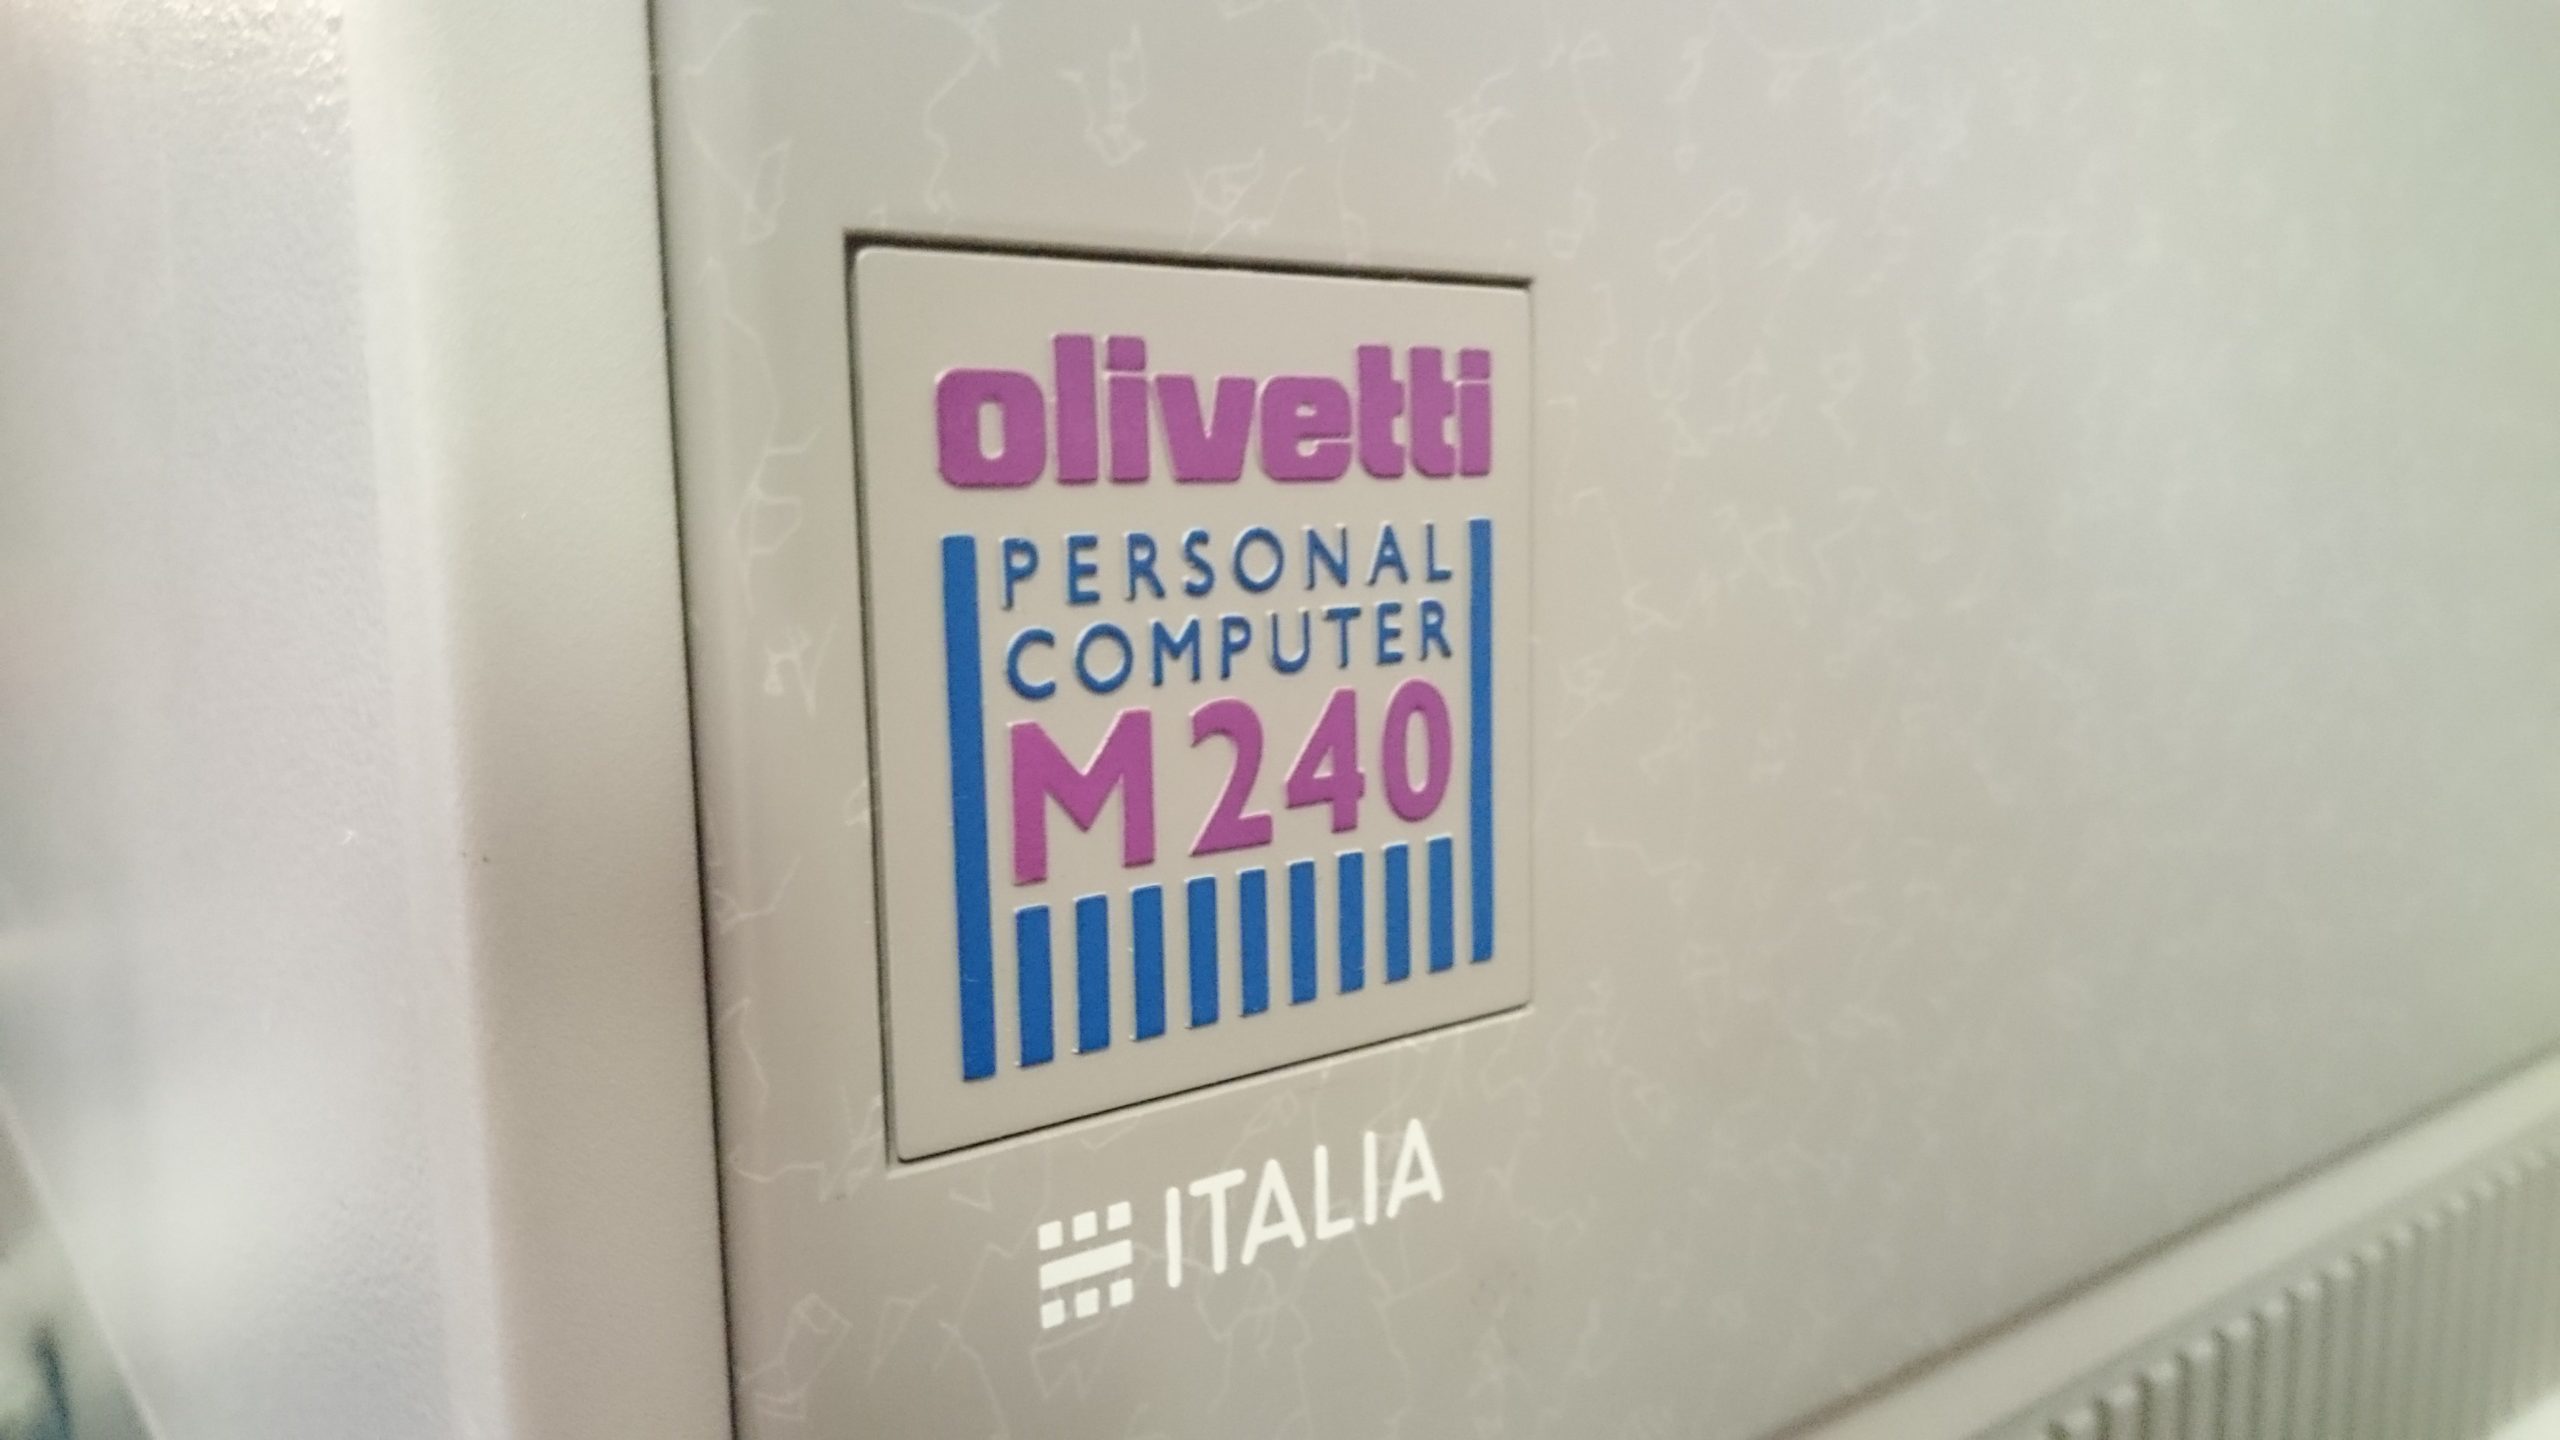 olivetti
PERSONAL
COMPUTER
M240
ITALIA